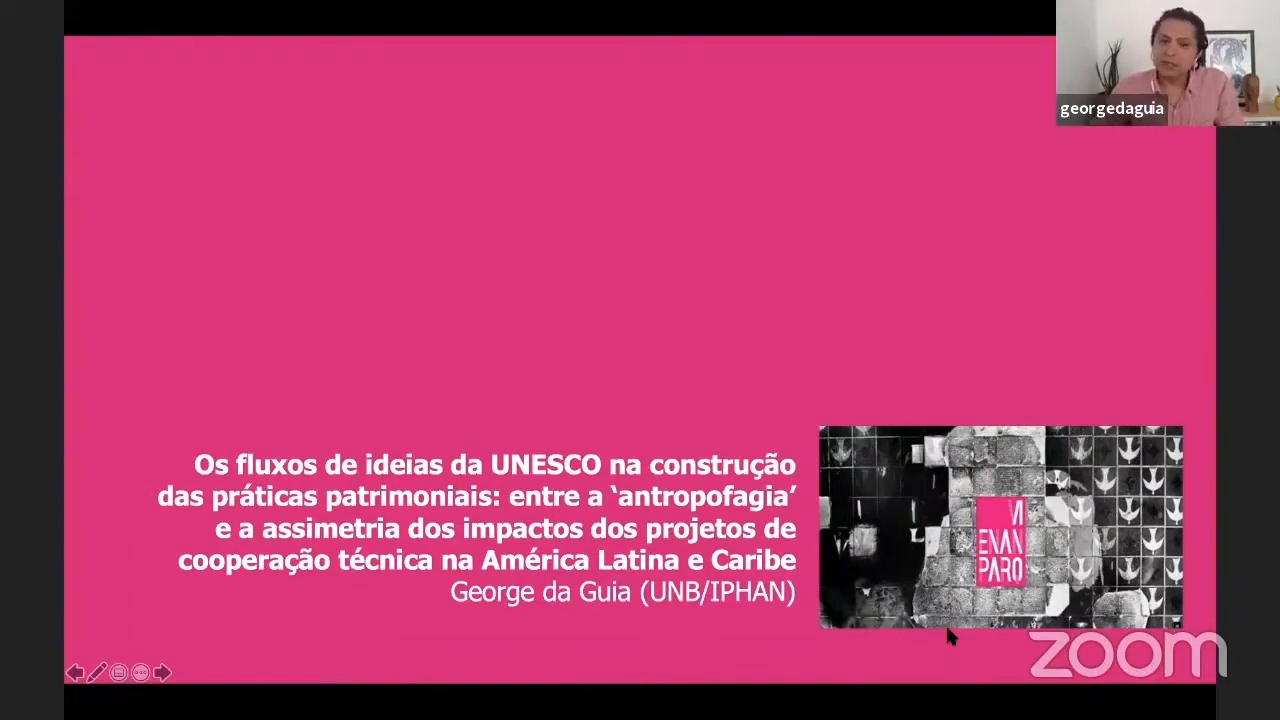 georgedaguia
Os fluxos de ideias da UNESCO na construção
das práticas patrimoniais: entre a ‘antropofagia’
e a assimetria dos impactos dos projetos de
cooperação técnica na América Latina e Caribe
George da Guia (UNB/IPHAN)
VI
ENAN
PARQ
zoom